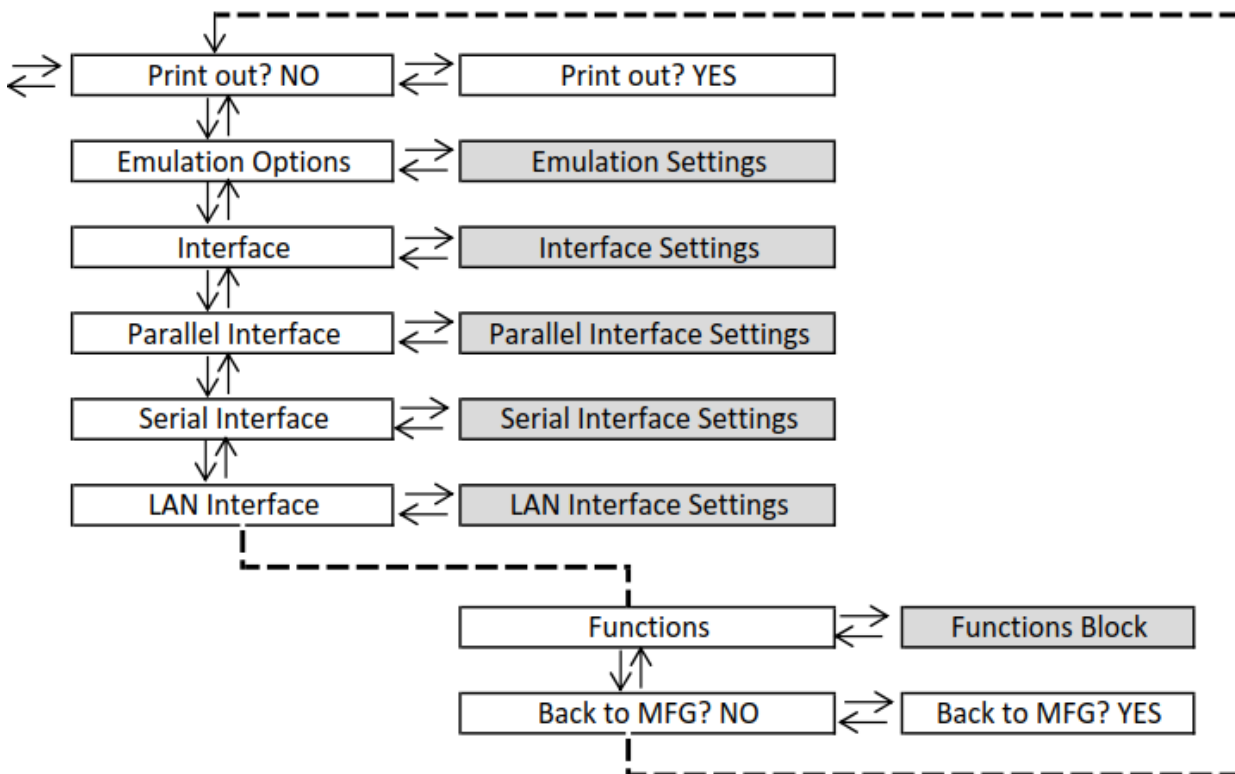 Print out? NO
Print out? YES
Emulation Options
Emulation Settings
Interface
Interface Settings
Parallel Interface
Parallel Interface Settings
Serial Interface
Serial Interface Settings
LAN Interface
LAN Interface Settings
Functions
Functions Block
Back to MFG? NO
Back to MFG? YES